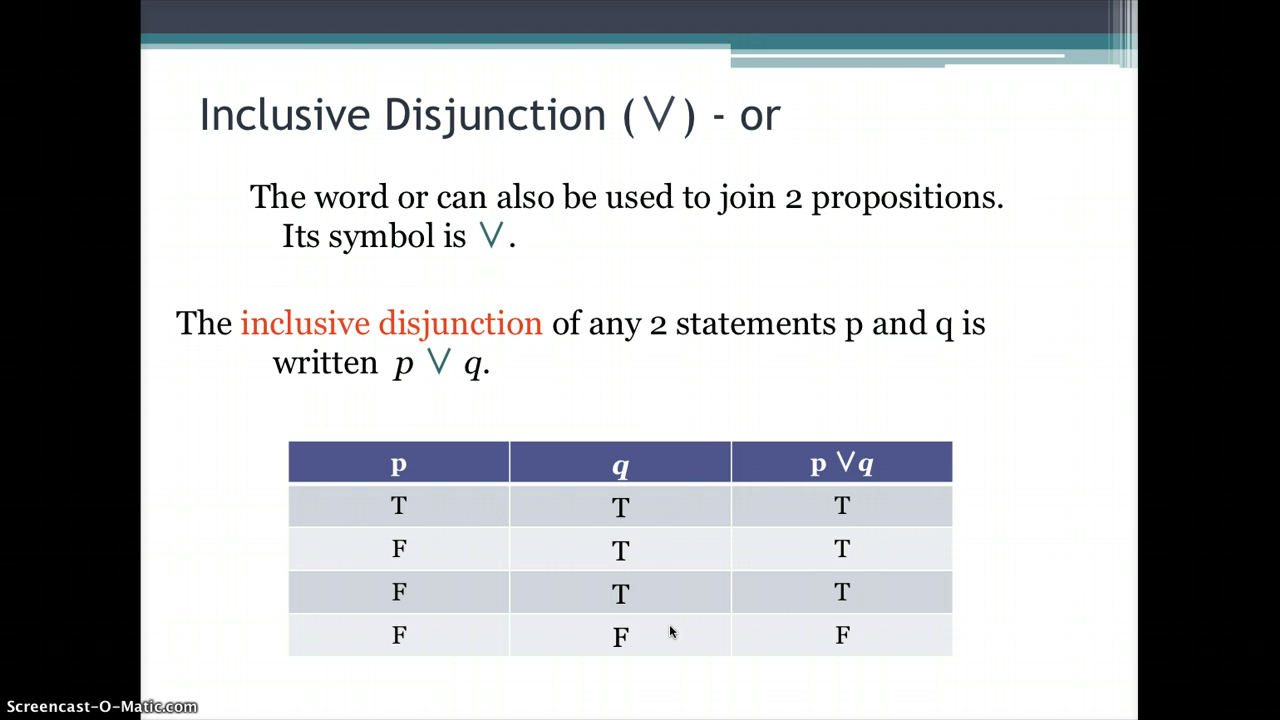 Inclusive Disjunction (∨) - or
The word or can also be used to join 2 propositions.
Its symbol is ∨.
The inclusive disjunction of any 2 statements p and q is
written p ∨ q.
p q p ∨q
T T T
F T T
F T T
F F F
Screencast-O-Matic.com